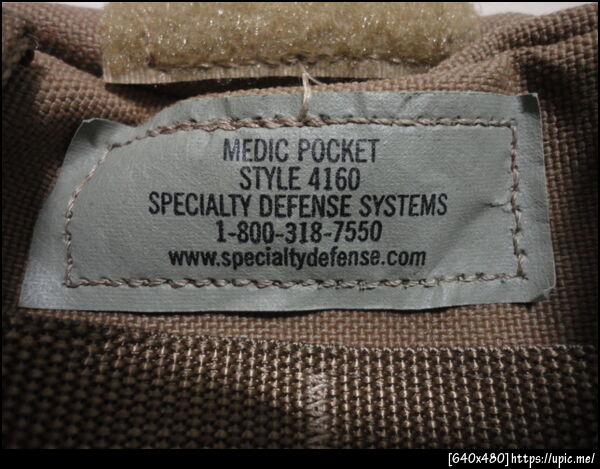 MEDIC POCKET
STYLE 4160
SPECIALTY DEFENSE SYSTEMS
1-800-318-7550
www.specialtydefense.com
[640x480]https://upic.me/